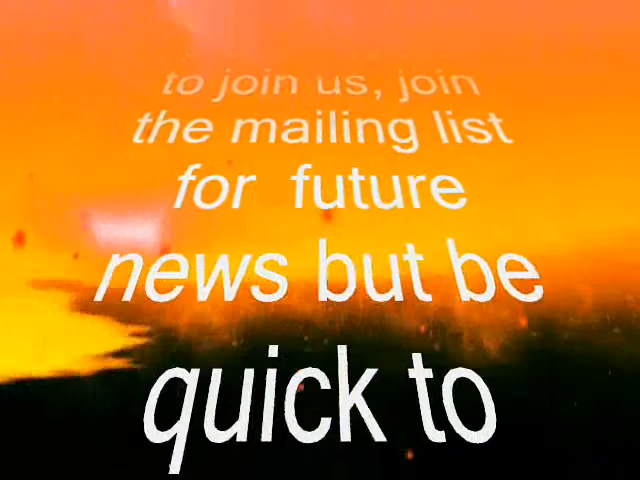 to join us, join
the mailing list
for future
news but be
quick to